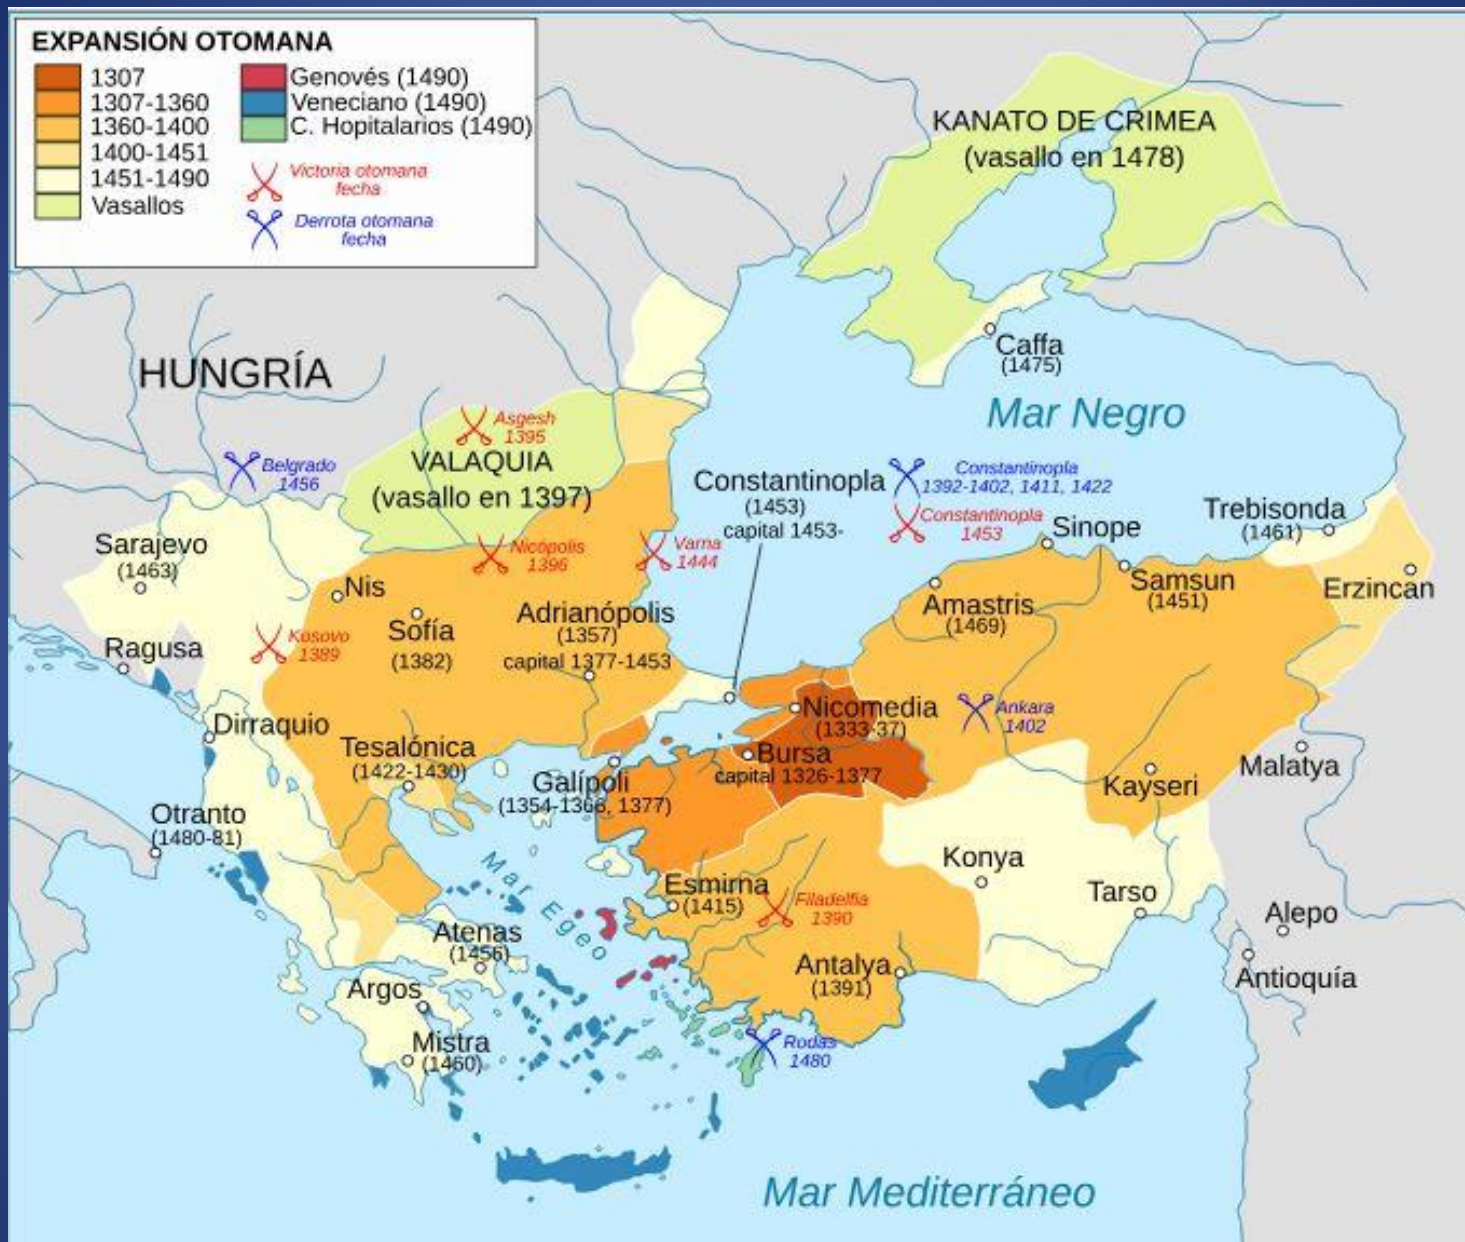 EXPANSIÓN OTOMANA
1307
1307-1360
1360-1400
1400-1451
1451-1490
Vasallos
Genovés (1490)
Veneciano (1490)
C. Hopitalarios (1490)
Victoria otomana
fecha
Derrota otomana
fecha
KANATO DE CRIMEA
(vasallo en 1478)
Caffa
(1475)
HUNGRÍA
Mar Negro
Asgesh
1395
VALAQUIA
(vasallo en 1397)
Belgrado
1456
Constantinopla
(1453)
capital 1453-
Constantinopla
1392-1402, 1411, 1422
Constantinopla
1453
Sinope
Trebisonda
(1461)
Sarajevo
(1463)
Nicópolis
1396
Varna
1444
Nis
Sofía
(1382)
Adrianópolis
(1357)
capital 1377-1453
Amastris
(1469)
Samsun
(1451)
Erzincan
Kosovo
1389
Ragusa
Dirraquio
Nicomedia
(1333-37)
Ankara
1402
Tesalónica
(1422-1430)
Bursa
capital 1326-1377
Galípoli
(1354-1366, 1377)
Kayseri
Malatya
Otranto
(1480-81)
Mar Egeo
Esmirna
(1415)
Filadelfia
1390
Konya
Tarso
Alepo
Atenas
(1456)
Antalya
(1391)
Antioquía
Argos
Mistra
(1460)
Rodas
1480
Mar Mediterráneo